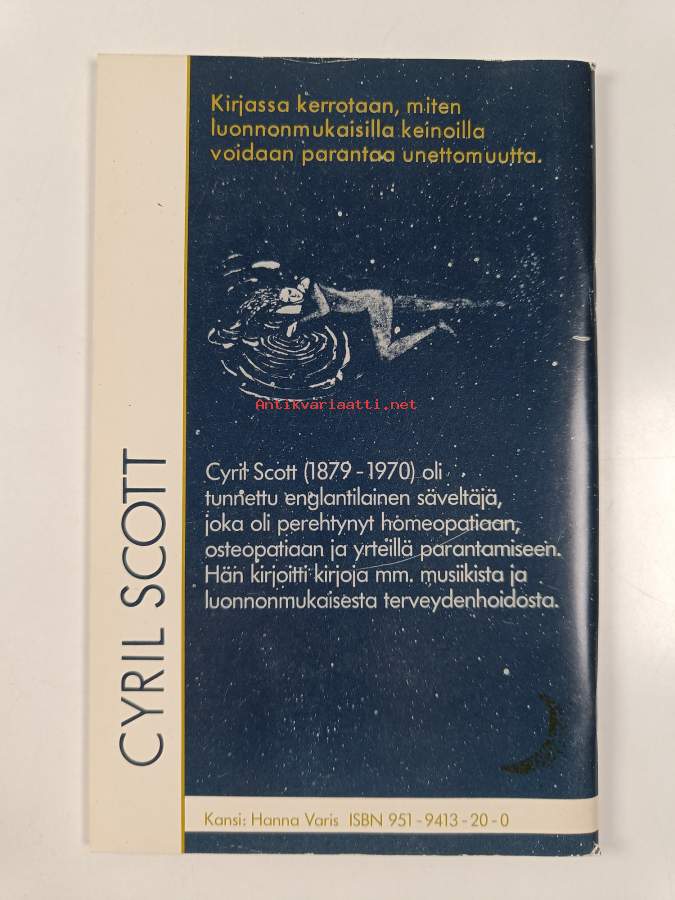 Kirjassa kerrotaan, miten
luonnonmukaisilla keinoilla
voidaan parantaa unettomuutta.
Antikvariaatti.net
Cyril Scott (1879-1970) oli
tunnettu englantilainen säveltäjä,
joka oli perehtynyt homeopatiaan,
osteopatiaan ja yrteillä parantamiseen.
Hän kirjoitti kirjoja mm. musiikista ja
luonnonmukaisesta terveydenhoidosta.
CYRIL SCOTT
Kansi: Hanna Varis ISBN 951-9413-20-0